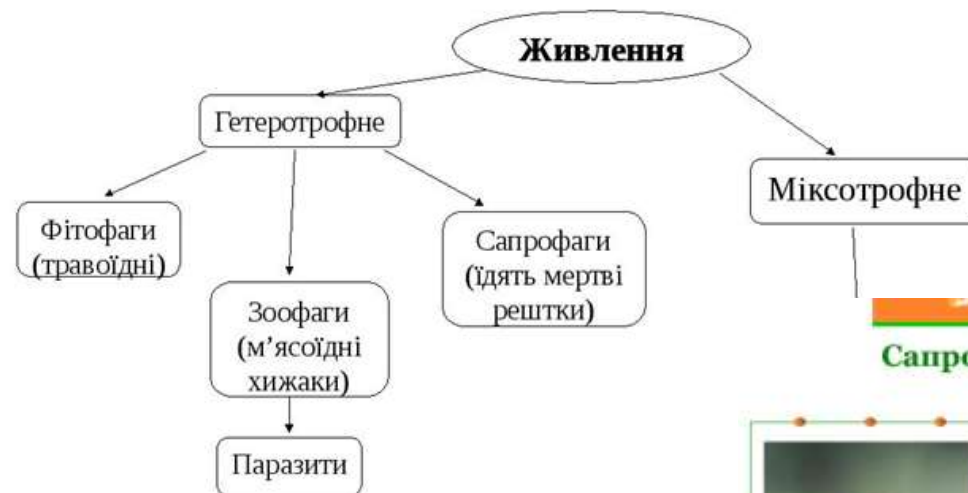 Живлення
Гетеротрофне
Міксотрофне
Фітофаги
(травоїдні)
Сапрофаги
(їдять мертві
рештки)
Зоофаги
(м’ясоїдні
хижаки)
Паразити